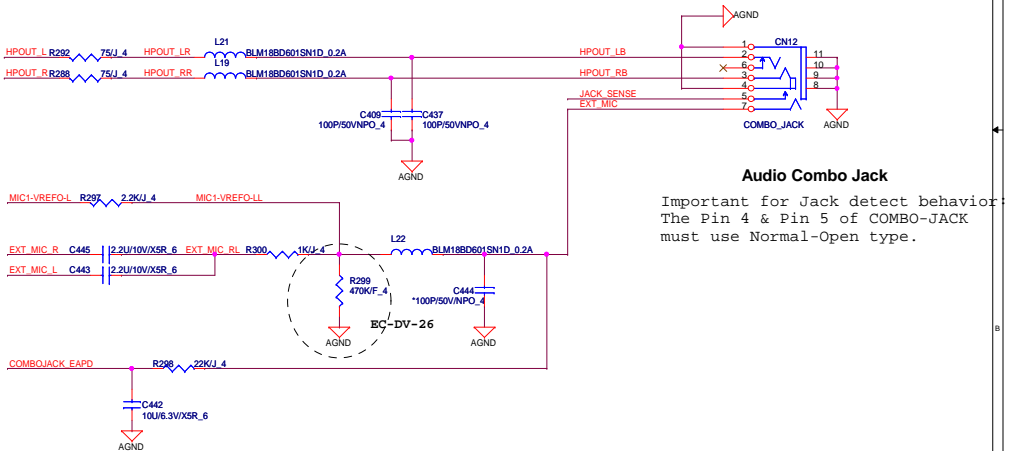 AGND
L21
CN12
HPOUT_L R292 75/J_4 HPOUT_LR BLM18BD601SN1D_0.2A HPOUT_LB 1 2 11
L19 6 10
HPOUT_R R288 75/J_4 HPOUT_RR BLM18BD601SN1D_0.2A HPOUT_RB 3 9
4 8
JACK_SENSE 5
EXT_MIC 7
C409 C437
100P/50VNPO_4 100P/50VNPO_4
COMBO_JACK AGND
AGND
Audio Combo Jack
Important for Jack detect behavior:
The Pin 4 & Pin 5 of COMBO-JACK
must use Normal-Open type.
MIC1-VREFO-L R297 2.2K/J_4 MIC1-VREFO-LL
L22
EXT_MIC_R C445 2.2U/10V/X5R_6 EXT_MIC_RL R300 1K/J_4 BLM18BD601SN1D_0.2A
EXT_MIC_L C443 2.2U/10V/X5R_6
R299
470K/F_4
C444
*100P/50V/NPO_4
EC-DV-26
AGND
AGND
B
COMBOJACK_EAPD R298 22K/J_4
C442
10U/6.3V/X5R_6
AGND